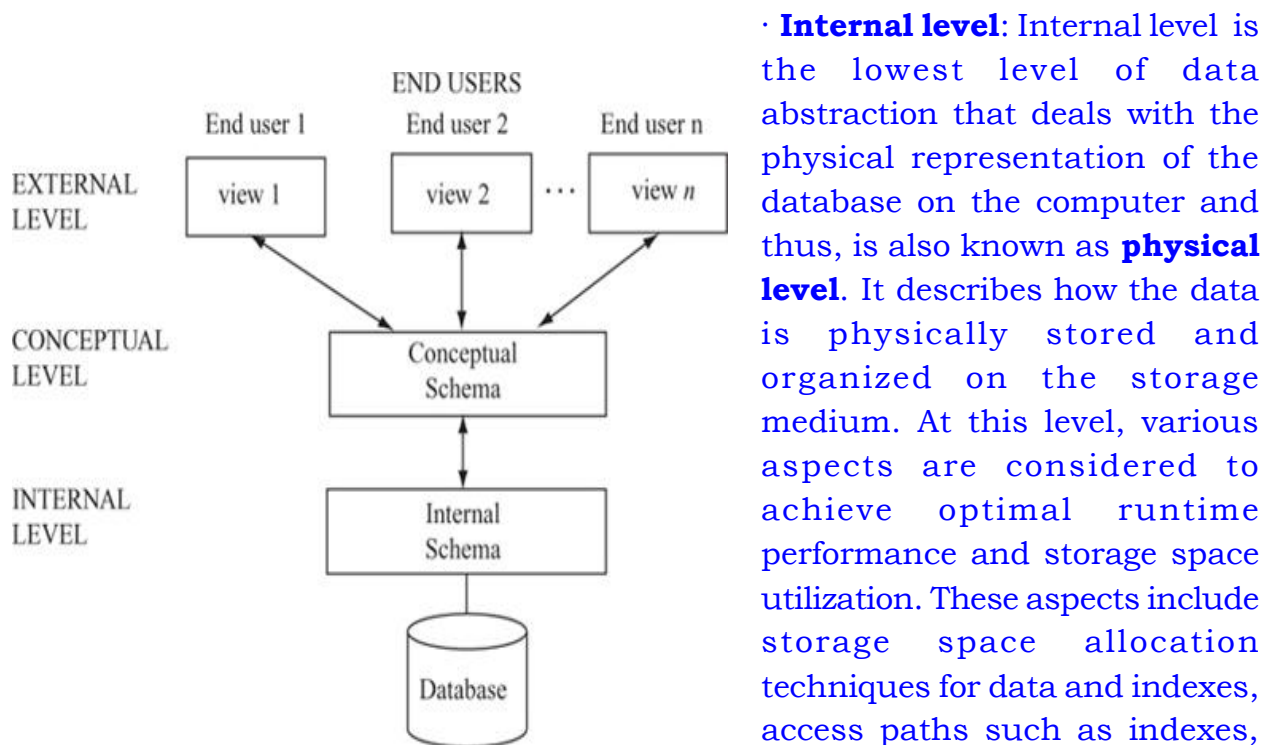 END USERS
End user 1 End user 2 End user n
EXTERNAL
LEVEL
view 1 view 2 ... view n
CONCEPTUAL
LEVEL
Conceptual
Schema
INTERNAL
LEVEL
Internal
Schema
Database
· Internal level: Internal level is
the lowest level of data
abstraction that deals with the
physical representation of the
database on the computer and
thus, is also known as physical
level. It describes how the data
is physically stored and
organized on the storage
medium. At this level, various
aspects are considered to
achieve optimal runtime
performance and storage space
utilization. These aspects include
storage space allocation
techniques for data and indexes,
access paths such as indexes,